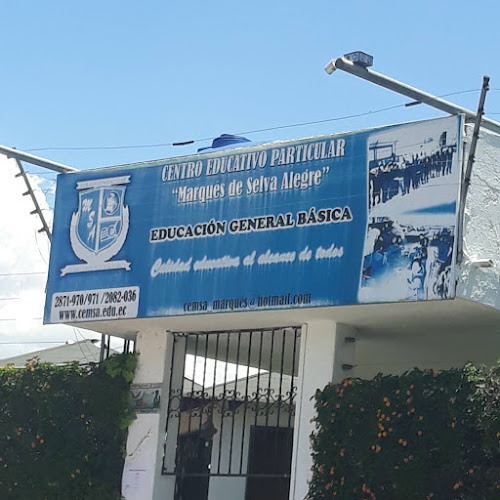 CENTRO EDUCATIVO PARTICULAR
"Marqués de Selva Alegre"
EDUCACIÓN GENERAL BÁSICA
Calidad educativa al alcance de todos
2871-970/971 /2082-036
www.cemsa.edu.ec
cemsa_marques@hotmail.com